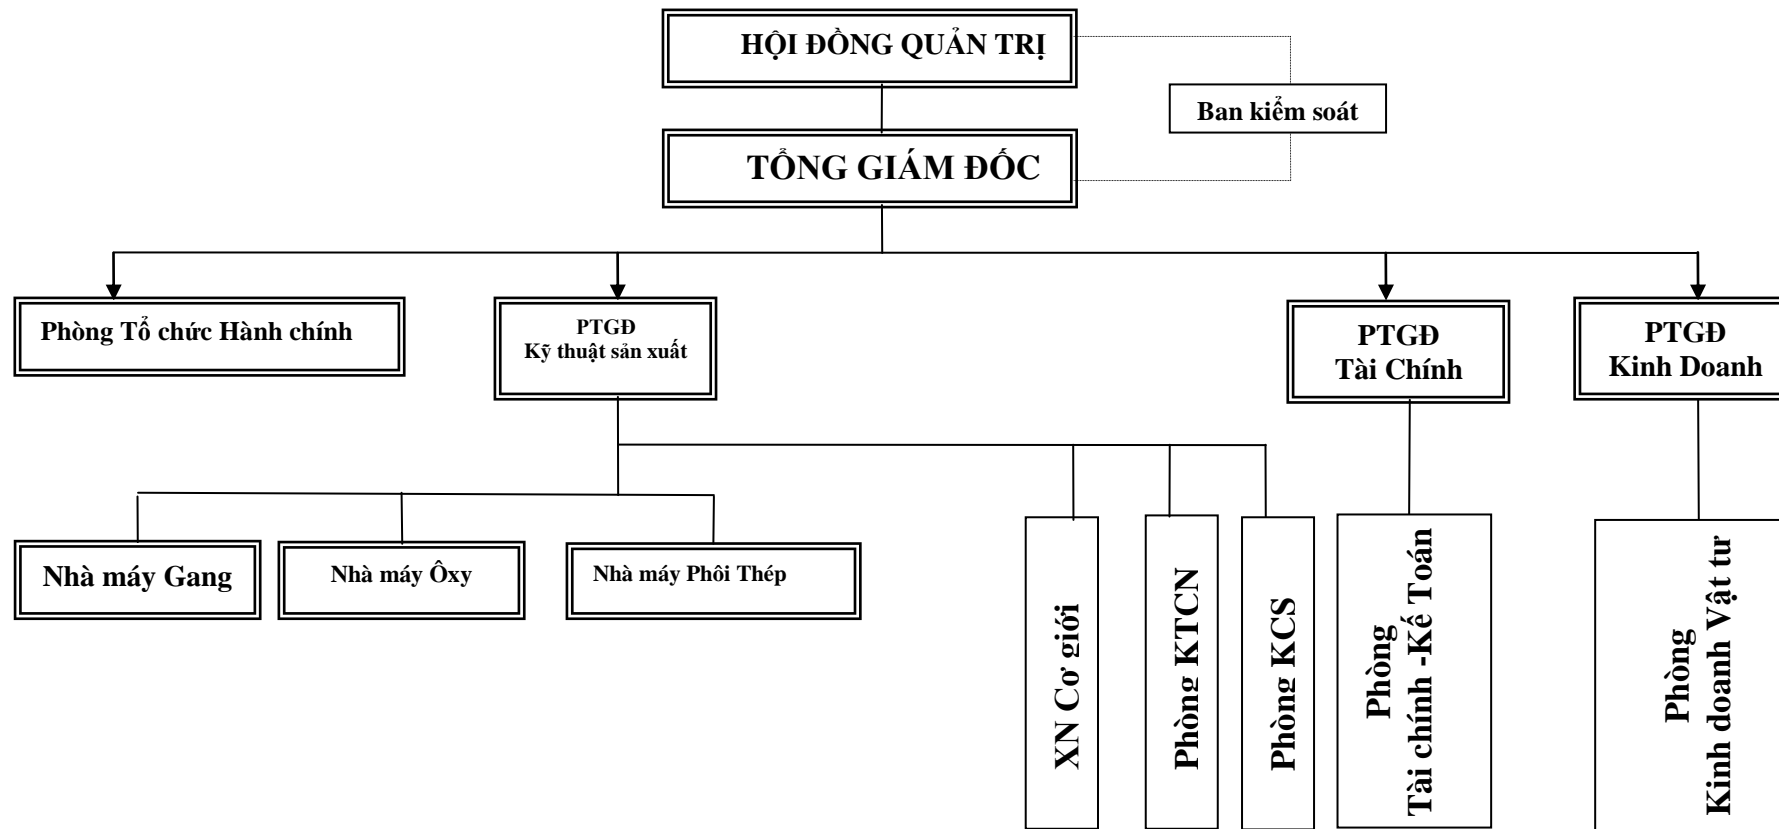 HỘI ĐỒNG QUẢN TRỊ
Ban kiểm soát
TỔNG GIÁM ĐỐC
Phòng Tổ chức Hành chính
PTGĐ
Kỹ thuật sản xuất
PTGĐ
Tài Chính
PTGĐ
Kinh Doanh
Nhà máy Gang
Nhà máy Ôxy
Nhà máy Phôi Thép
XN Cơ giới
Phòng KTCN
Phòng KCS
Phòng
Tài chính -Kế Toán
Phòng
Kinh doanh Vật tư